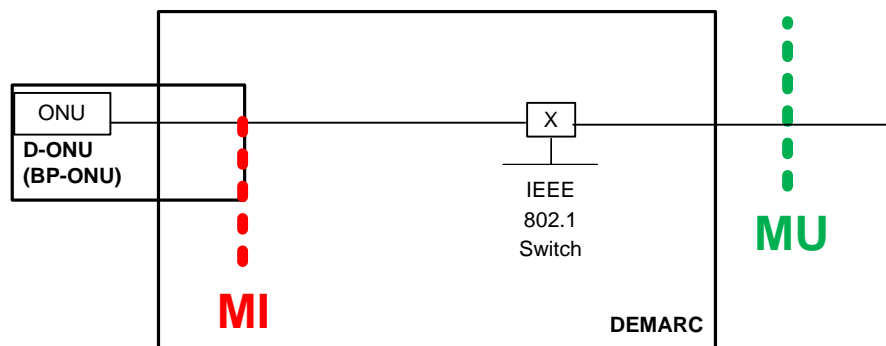 ONU
D-ONU
(BP-ONU)
X
IEEE
802.1
Switch
MI
MU
DEMARC